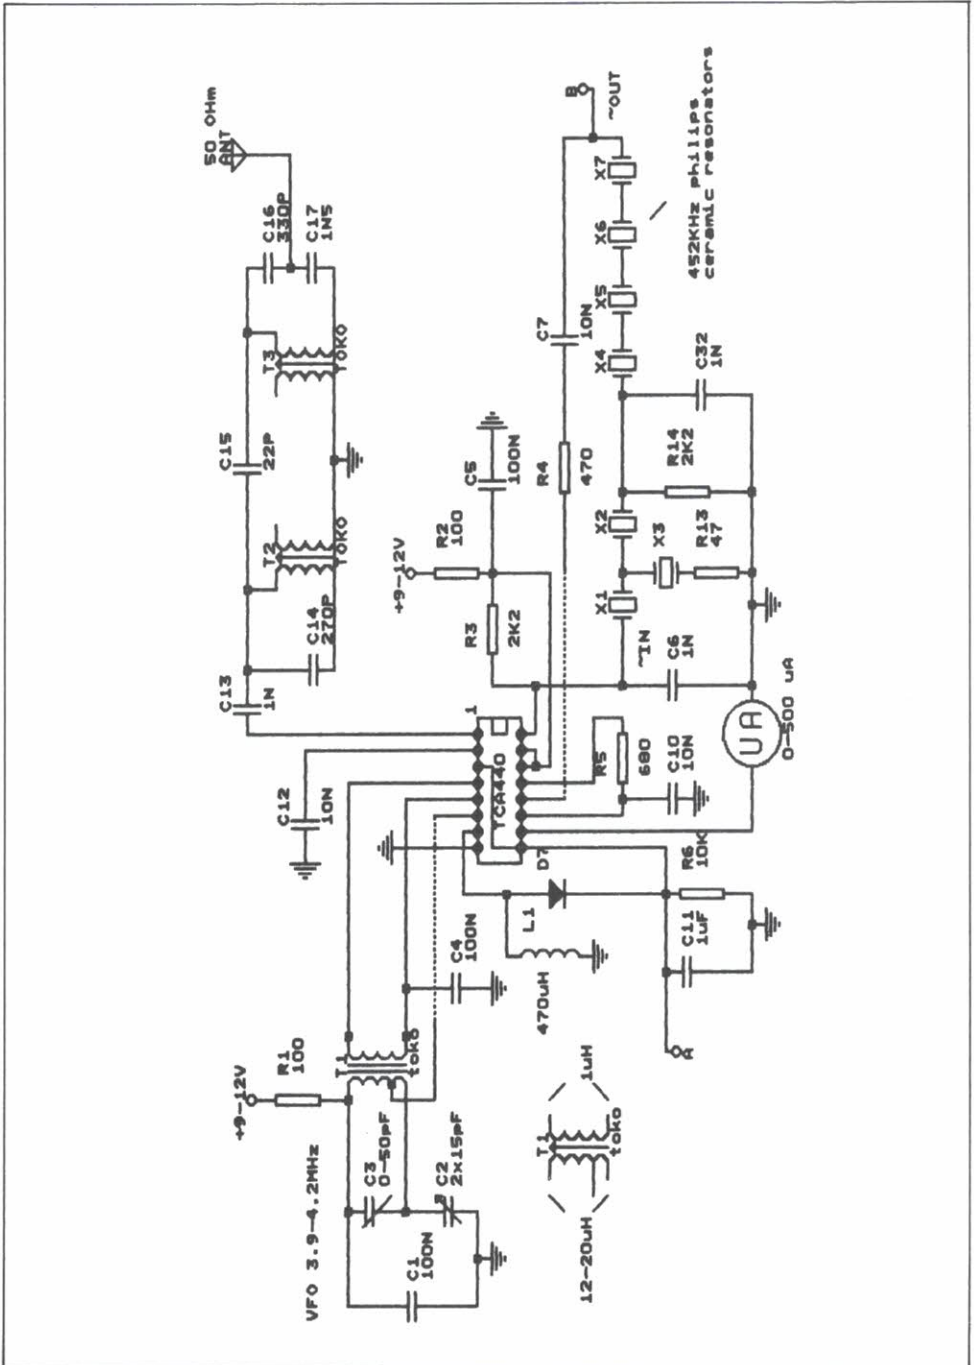 VFO 3.9-4.2MHz
+9-12V
R1
100
C1
100N
C3
0-50pF
C2
2x15pF
T1
toko
C4
100N
C12
10N
C13
1N
C14
270P
T2
TOKO
C15
22P
T3
TOKO
C16
330P
C17
1N5
50 OHm
ANT
+9-12V
R2
100
R3
2K2
C5
100N
1
TCA440
R4
470
C7
10N
B
~OUT
~IN
X1
X2
X3
X4
X5
X6
X7
452KHz philips
ceramic resonators
R13
47
R14
2K2
C32
1N
C6
1N
R5
680
C10
10N
UA
0-500 uA
D7
L1
470uH
C11
1uF
R6
10K
A
12-20uH
T1
toko
1uH